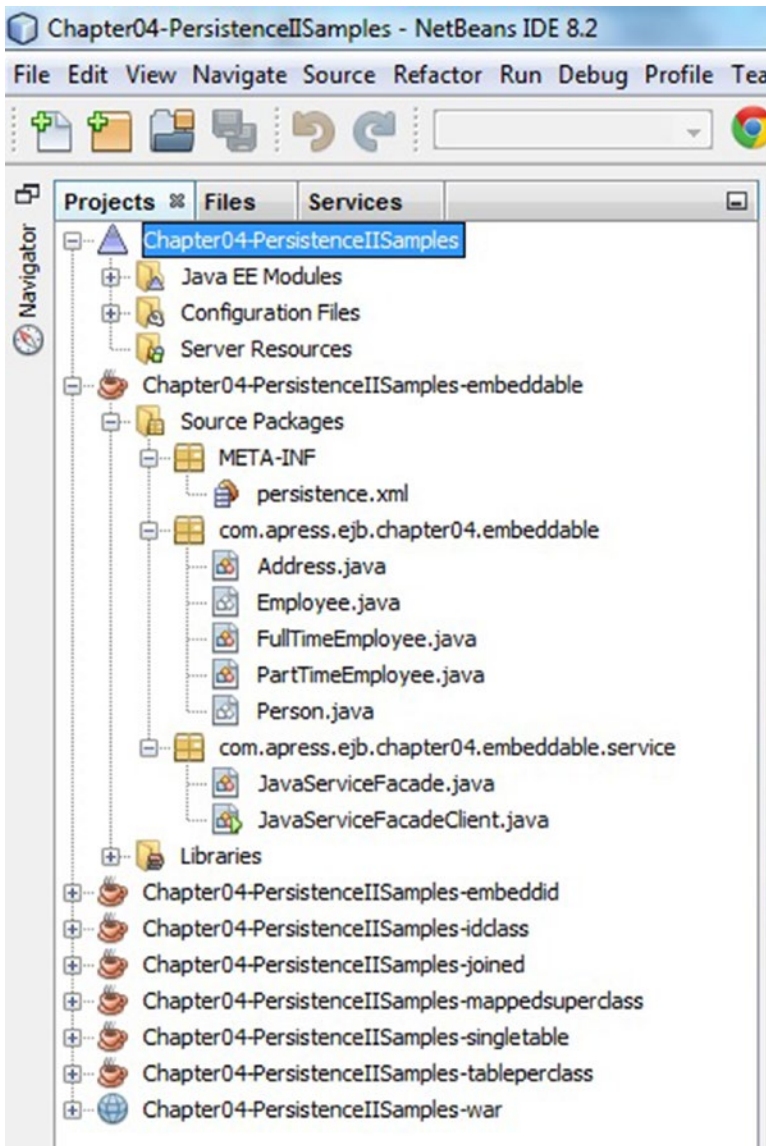 Chapter04-PersistenceIISamples - NetBeans IDE 8.2
File Edit View Navigate Source Refactor Run Debug Profile Tea
Projects Files Services
Navigator
Chapter04-PersistenceIISamples
Java EE Modules
Configuration Files
Server Resources
Chapter04-PersistenceIISamples-embeddable
Source Packages
META-INF
persistence.xml
com.apress.ejb.chapter04.embeddable
Address.java
Employee.java
FullTimeEmployee.java
PartTimeEmployee.java
Person.java
com.apress.ejb.chapter04.embeddable.service
JavaServiceFacade.java
JavaServiceFacadeClient.java
Libraries
Chapter04-PersistenceIISamples-embeddid
Chapter04-PersistenceIISamples-idclass
Chapter04-PersistenceIISamples-joined
Chapter04-PersistenceIISamples-mappedsuperclass
Chapter04-PersistenceIISamples-singletable
Chapter04-PersistenceIISamples-tableperclass
Chapter04-PersistenceIISamples-war